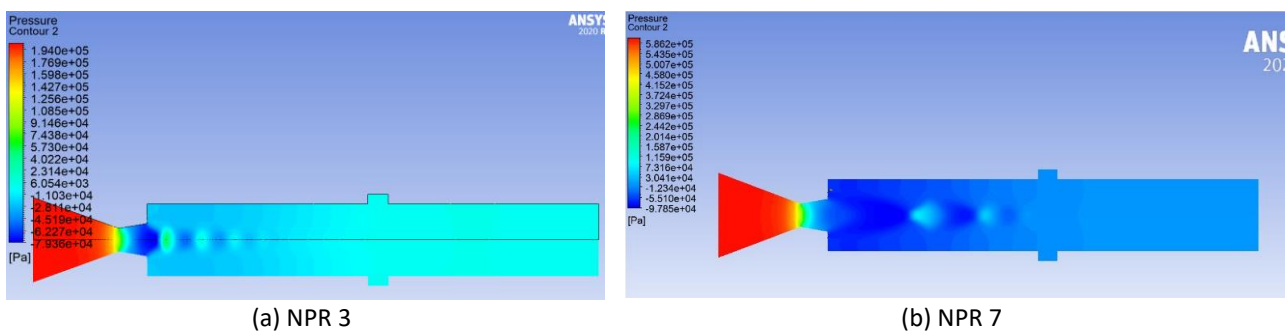 Pressure
Contour 2
1.940e+05
1.769e+05
1.598e+05
1.427e+05
1.256e+05
1.085e+05
9.146e+04
7.438e+04
5.730e+04
4.022e+04
2.314e+04
6.054e+03
-1.103e+04
-2.811e+04
-4.519e+04
-6.227e+04
-7.936e+04
[Pa]
ANSYS
2020 R
(a) NPR 3
Pressure
Contour 2
5.862e+05
5.435e+05
5.007e+05
4.580e+05
4.152e+05
3.724e+05
3.297e+05
2.869e+05
2.442e+05
2.014e+05
1.587e+05
1.159e+05
7.316e+04
3.041e+04
-1.234e+04
-5.510e+04
-9.785e+04
[Pa]
ANS
202
(b) NPR 7